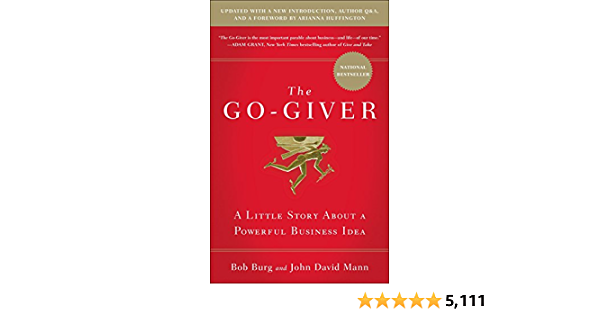 UPDATED WITH A NEW INTRODUCTION, AUTHOR Q&A,
AND A FOREWORD BY ARIANNA HUFFINGTON
"The Go-Giver is the most important parable about business—and life—of our time."
—ADAM GRANT, New York Times bestselling author of Give and Take
NATIONAL
BESTSELLER
The
GO-GIVER
A LITTLE STORY ABOUT A
POWERFUL BUSINESS IDEA
Bob Burg and John David Mann
5,111